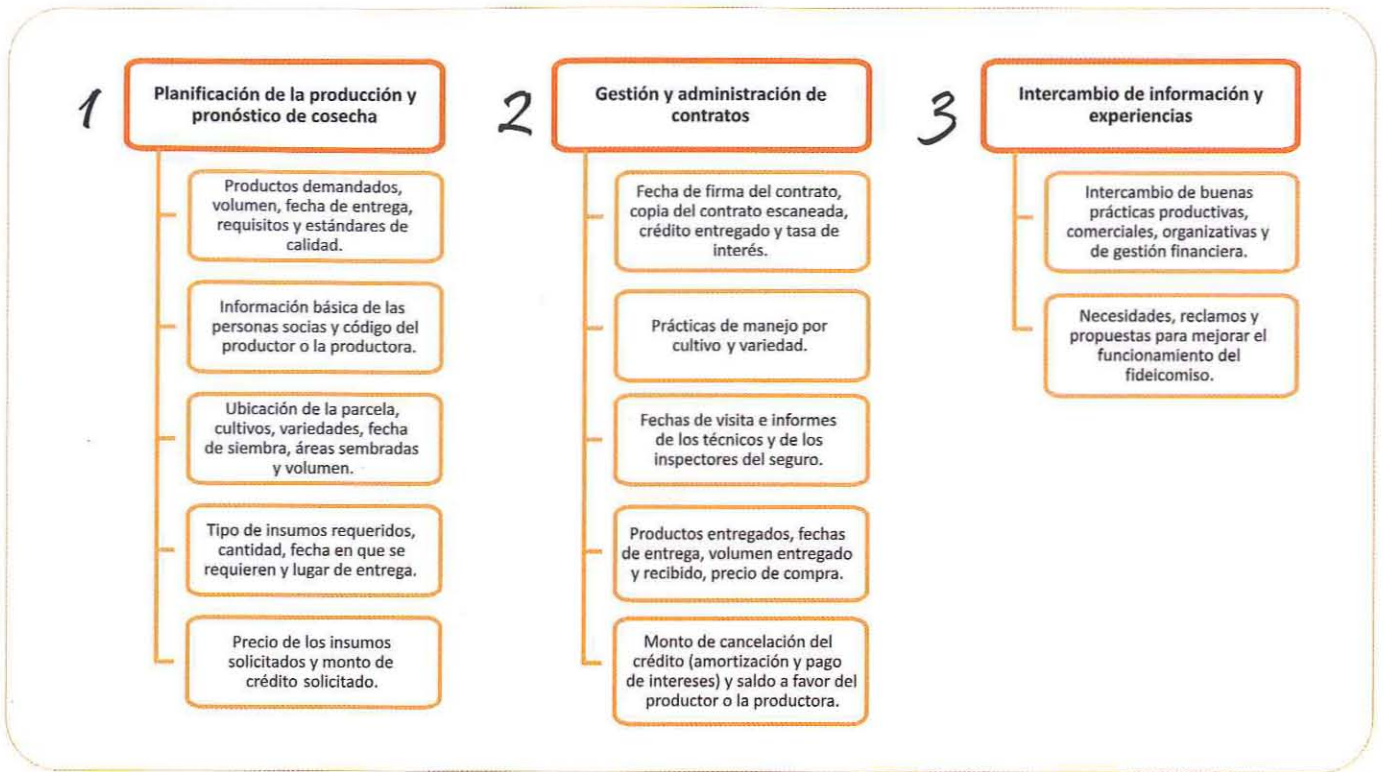 1
Planificación de la producción y
pronóstico de cosecha
Productos demandados,
volumen, fecha de entrega,
requisitos y estándares de
calidad.
Información básica de las
personas socias y código del
productor o la productora.
Ubicación de la parcela,
cultivos, variedades, fecha
de siembra, áreas sembradas
y volumen.
Tipo de insumos requeridos,
cantidad, fecha en que se
requieren y lugar de entrega.
Precio de los insumos
solicitados y monto de
crédito solicitado.
2
Gestión y administración de
contratos
Fecha de firma del contrato,
copia del contrato escaneada,
crédito entregado y tasa de
interés.
Prácticas de manejo por
cultivo y variedad.
Fechas de visita e informes
de los técnicos y de los
inspectores del seguro.
Productos entregados, fechas
de entrega, volumen entregado
y recibido, precio de compra.
Monto de cancelación del
crédito (amortización y pago
de intereses) y saldo a favor del
productor o la productora.
3
Intercambio de información y
experiencias
Intercambio de buenas
prácticas productivas,
comerciales, organizativas y
de gestión financiera.
Necesidades, reclamos y
propuestas para mejorar el
funcionamiento del
fideicomiso.